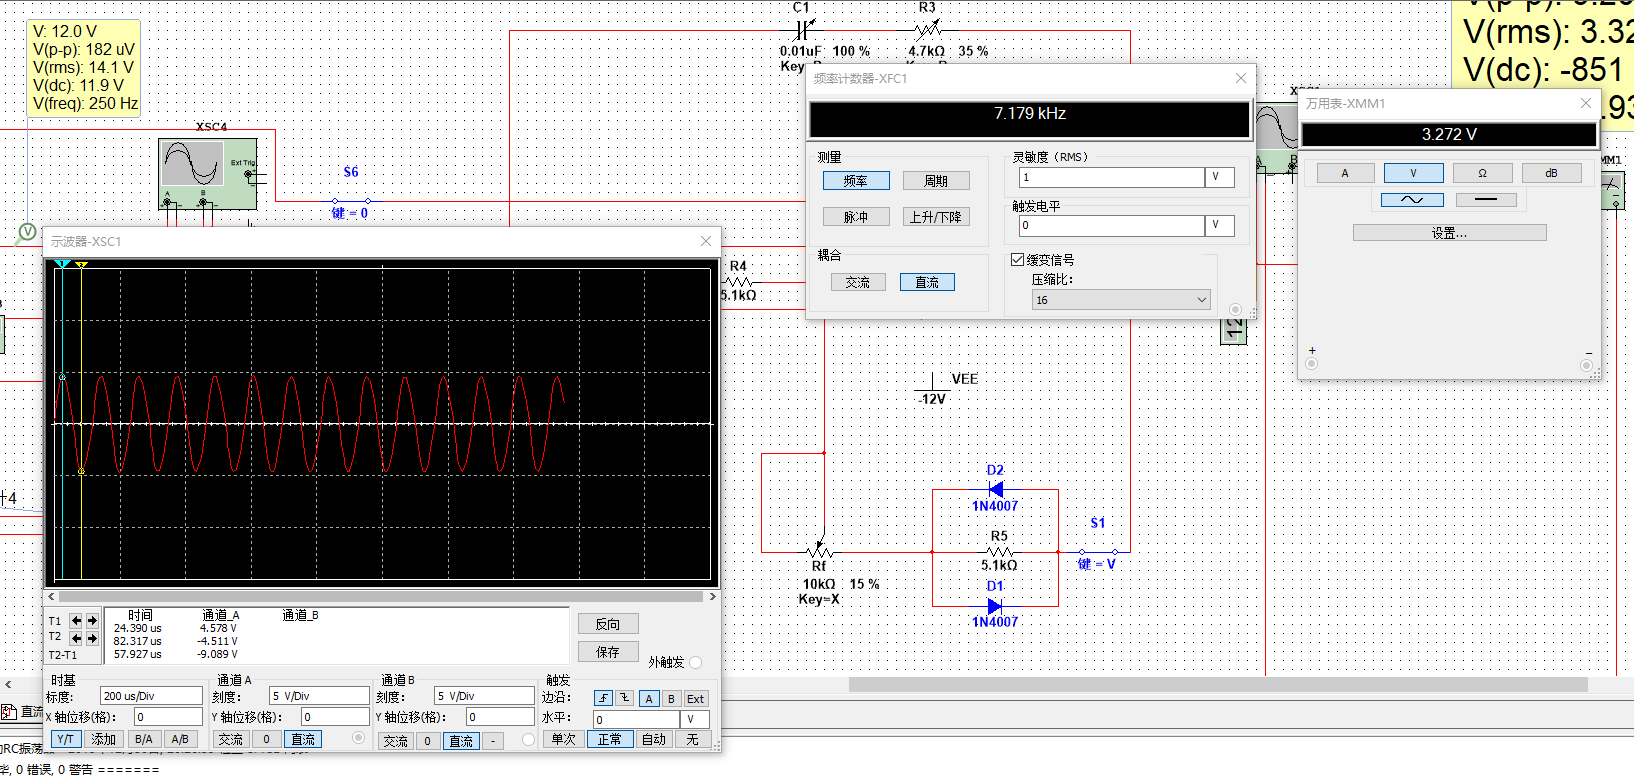 V: 12.0 V
V(p-p): 182 uV
V(rms): 14.1 V
V(dc): 11.9 V
V(freq): 250 Hz
C1
0.01uF 100 %
R3
4.7kΩ 35 %
V(rms): 3.32
V(dc): -851
XSC4
Ext Trig
A
B
S6
键 = 0
频率计数器-XFC1
7.179 kHz
测量
频率
周期
脉冲
上升/下降
耦合
交流
直流
灵敏度（RMS）
1
V
触发电平
0
V
缓变信号
压缩比:
16
万用表-XMM1
3.272 V
A
V
Ω
dB
设置...
+
–
R4
5.1kΩ
VEE
-12V
12
D2
1N4007
R5
5.1kΩ
D1
1N4007
S1
键 = V
Rf
10kΩ 15 %
Key=X
示波器-XSC1
时间 通道_A 通道_B
T1 24.390 us 4.578 V
T2 82.317 us -4.511 V
T2-T1 57.927 us -9.089 V
反向
保存
外触发
时基
标度: 200 us/Div
X 轴位移(格): 0
Y/T 添加 B/A A/B
通道 A
刻度: 5 V/Div
Y 轴位移(格): 0
交流 0 直流
通道 B
刻度: 5 V/Div
Y 轴位移(格): 0
交流 0 直流 -
触发
边沿: A B Ext
水平: 0 V
单次 正常 自动 无
直流
RC振荡
0 错误, 0 警告 =======